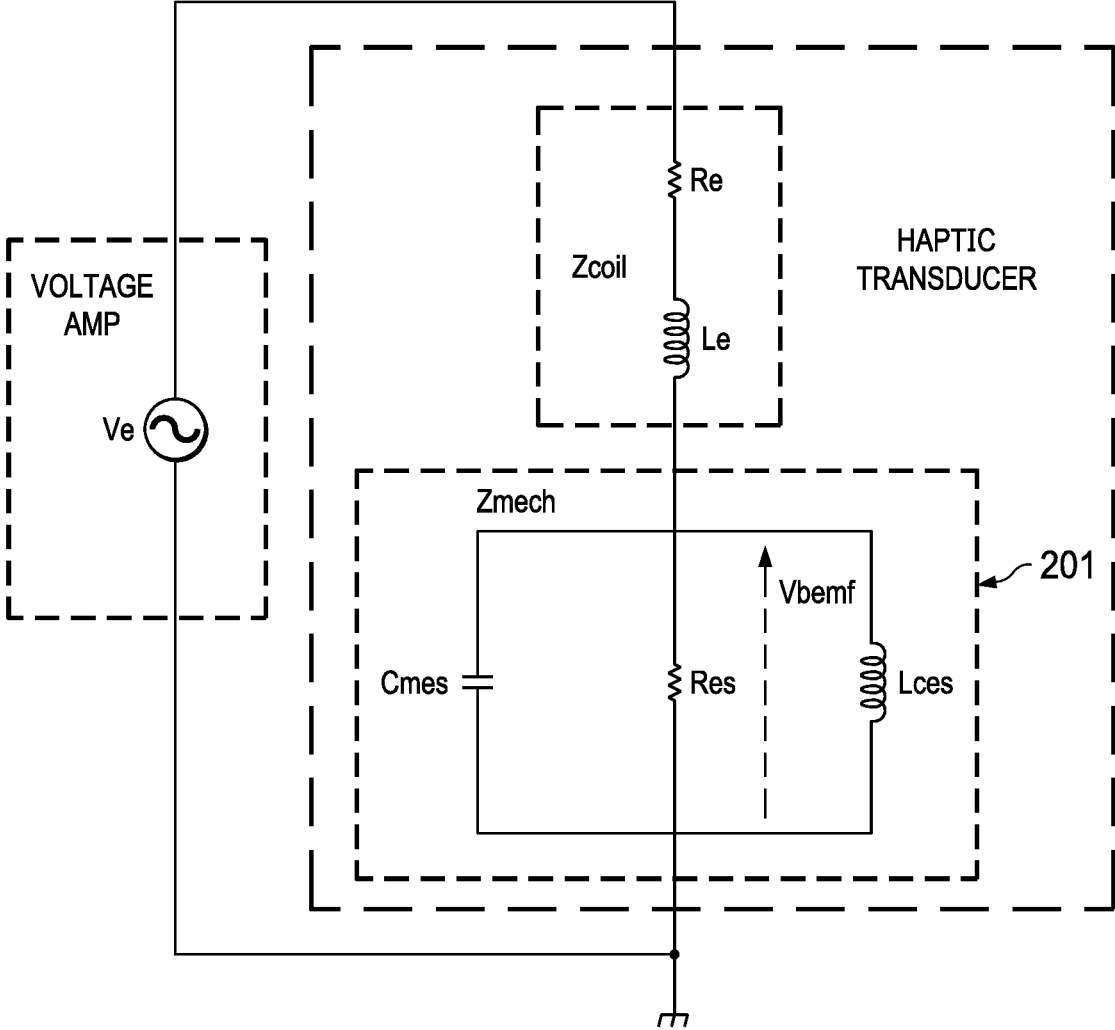 Re
HAPTIC
TRANSDUCER
Zcoil
VOLTAGE
AMP
Le
Ve
Zmech
201
Vbemf
Cmes
Res
Lces